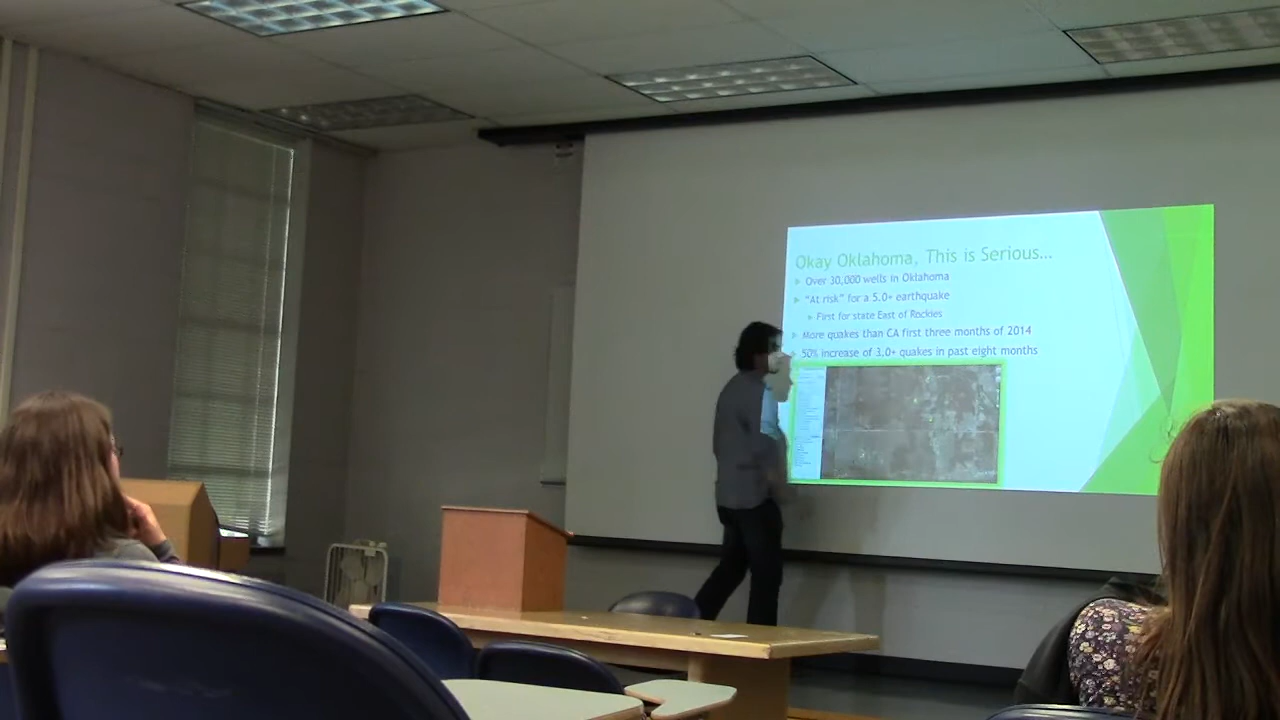 Okay Oklahoma, This is Serious...
Over 30,000 wells in Oklahoma
"At risk" for a 5.0+ earthquake
First for state East of Rockies
More quakes than CA first three months of 2014
50% increase of 3.0+ quakes in past eight months